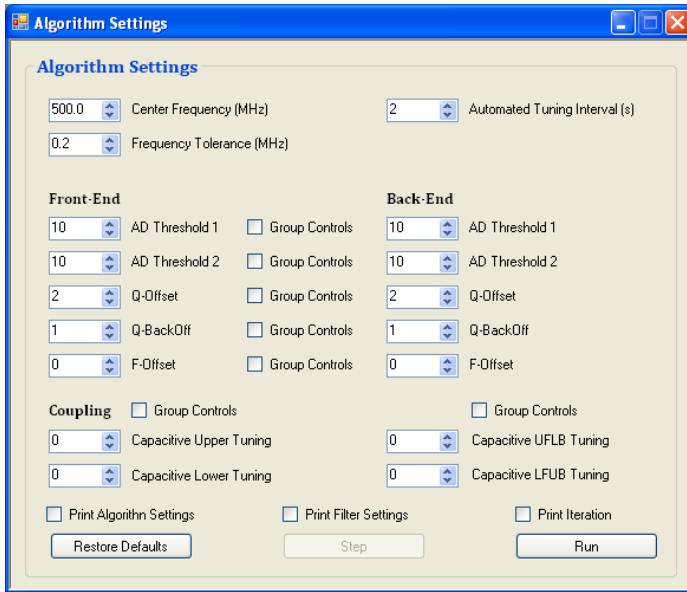 Algorithm Settings
Algorithm Settings
500.0 Center Frequency (MHz) 2 Automated Tuning Interval (s)
0.2 Frequency Tolerance (MHz)
Front-End Back-End
10 AD Threshold 1 Group Controls 10 AD Threshold 1
10 AD Threshold 2 Group Controls 10 AD Threshold 2
2 Q-Offset Group Controls 2 Q-Offset
1 Q-BackOff Group Controls 1 Q-BackOff
0 F-Offset Group Controls 0 F-Offset
Coupling Group Controls Group Controls
0 Capacitive Upper Tuning 0 Capacitive UFLB Tuning
0 Capacitive Lower Tuning 0 Capacitive LFUB Tuning
Print Algorithn Settings Print Filter Settings Print Iteration
Restore Defaults Step Run